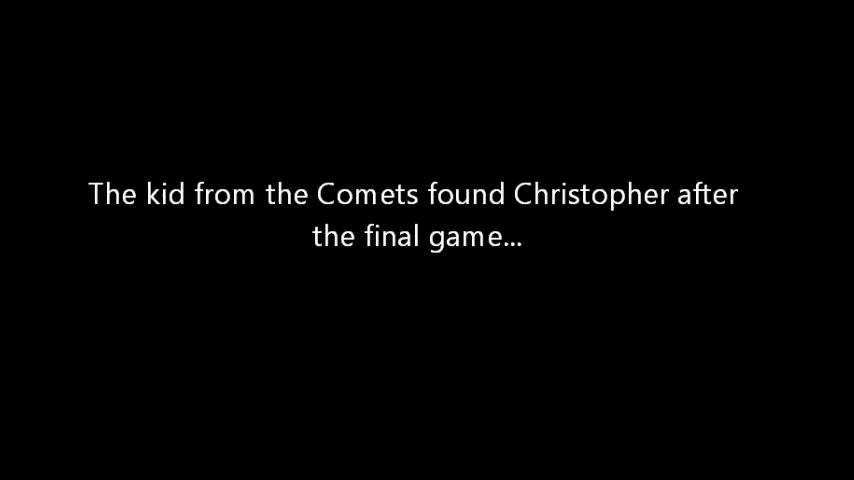 The kid from the Comets found Christopher after
the final game...